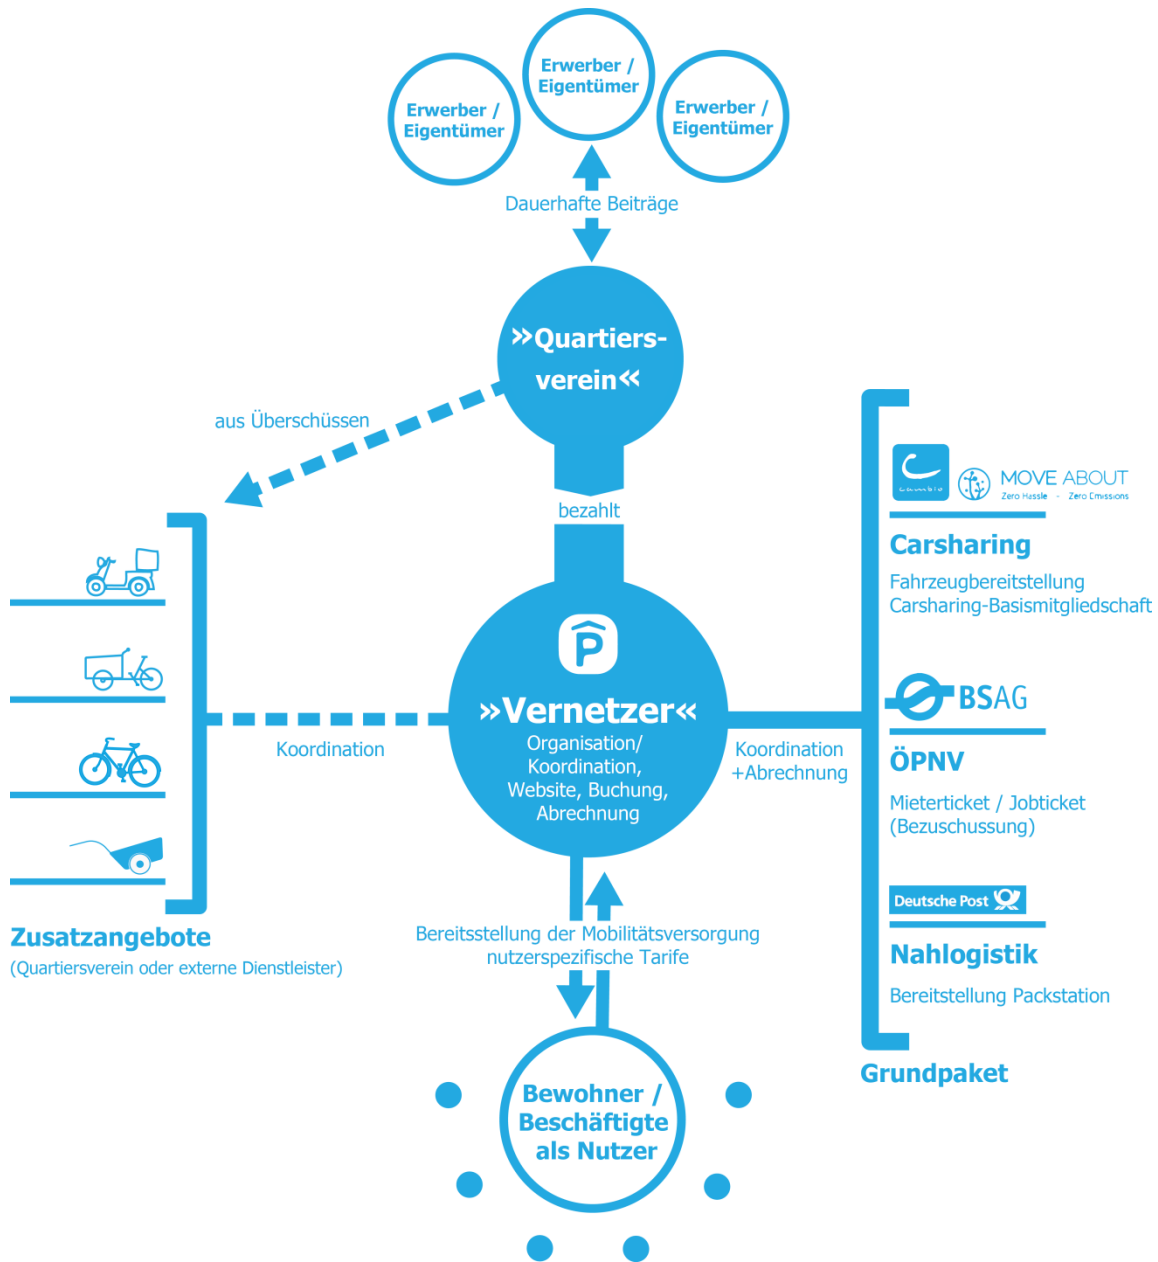 Erwerber /
Eigentümer
Erwerber /
Eigentümer
Erwerber /
Eigentümer
Dauerhafte Beiträge
»Quartiers-
verein«
aus Überschüssen
bezahlt
P
»Vernetzer«
Organisation/
Koordination,
Website, Buchung,
Abrechnung
Koordination
Koordination
+Abrechnung
Zusatzangebote
(Quartiersverein oder externe Dienstleister)
cambio
MOVE ABOUT
Zero Hassle - Zero Emissions
Carsharing
Fahrzeugbereitstellung
Carsharing-Basismitgliedschaft
BSAG
ÖPNV
Mieterticket / Jobticket
(Bezuschussung)
Deutsche Post
Nahlogistik
Bereitstellung Packstation
Grundpaket
Bereitsstellung der Mobilitätsversorgung
nutzerspezifische Tarife
Bewohner /
Beschäftigte
als Nutzer